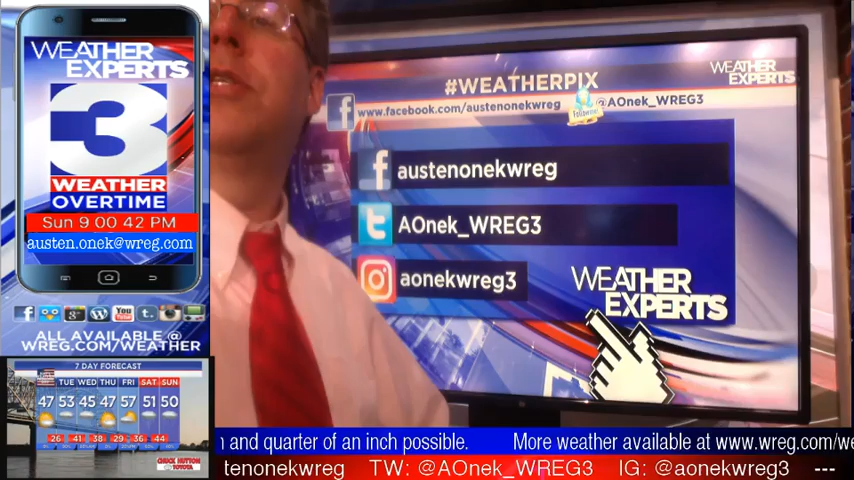 WEATHER
EXPERTS
3
WEATHER
OVERTIME
Sun 9 00 42 PM
austen.onek@wreg.com
ALL AVAILABLE @
WREG.COM/WEATHER
7 DAY FORECAST
TUE WED THU FRI SAT SUN
47 53 45 47 57 51 50
26 41 38 29 36 44
CHUCK HUTTON
TOYOTA
#WEATHERPIX
WEATHER
EXPERTS
www.facebook.com/austenonekwreg
@AOnek_WREG3
austenonekwreg
AOnek_WREG3
aonekwreg3
WEATHER
EXPERTS
and quarter of an inch possible. More weather available at www.wreg.com/we
tenonekwreg TW: @AOnek_WREG3 IG: @aonekwreg3 ---